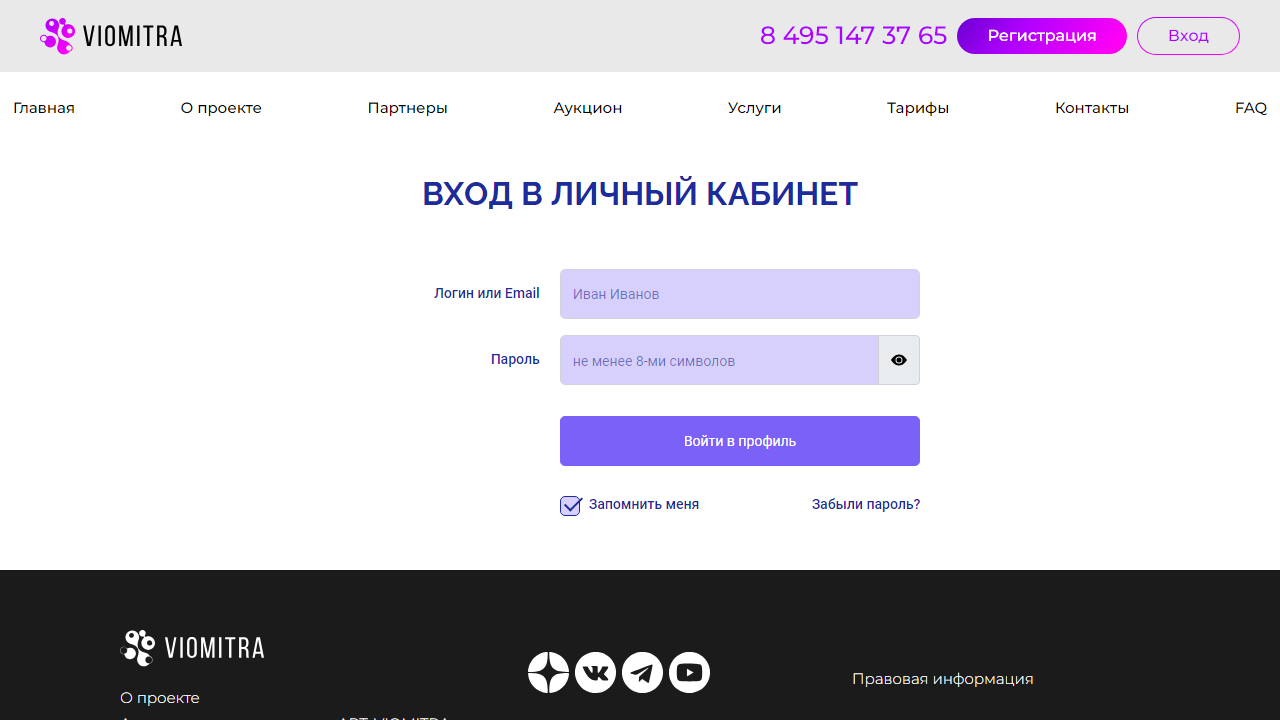 VIOMITRA
8 495 147 37 65
Регистрация
Вход
Главная
О проекте
Партнеры
Аукцион
Услуги
Тарифы
Контакты
FAQ
ВХОД В ЛИЧНЫЙ КАБИНЕТ
Логин или Email
Иван Иванов
Пароль
не менее 8-ми символов
Войти в профиль
Запомнить меня
Забыли пароль?
VIOMITRA
О проекте
Правовая информация
ART-VIOMITRA